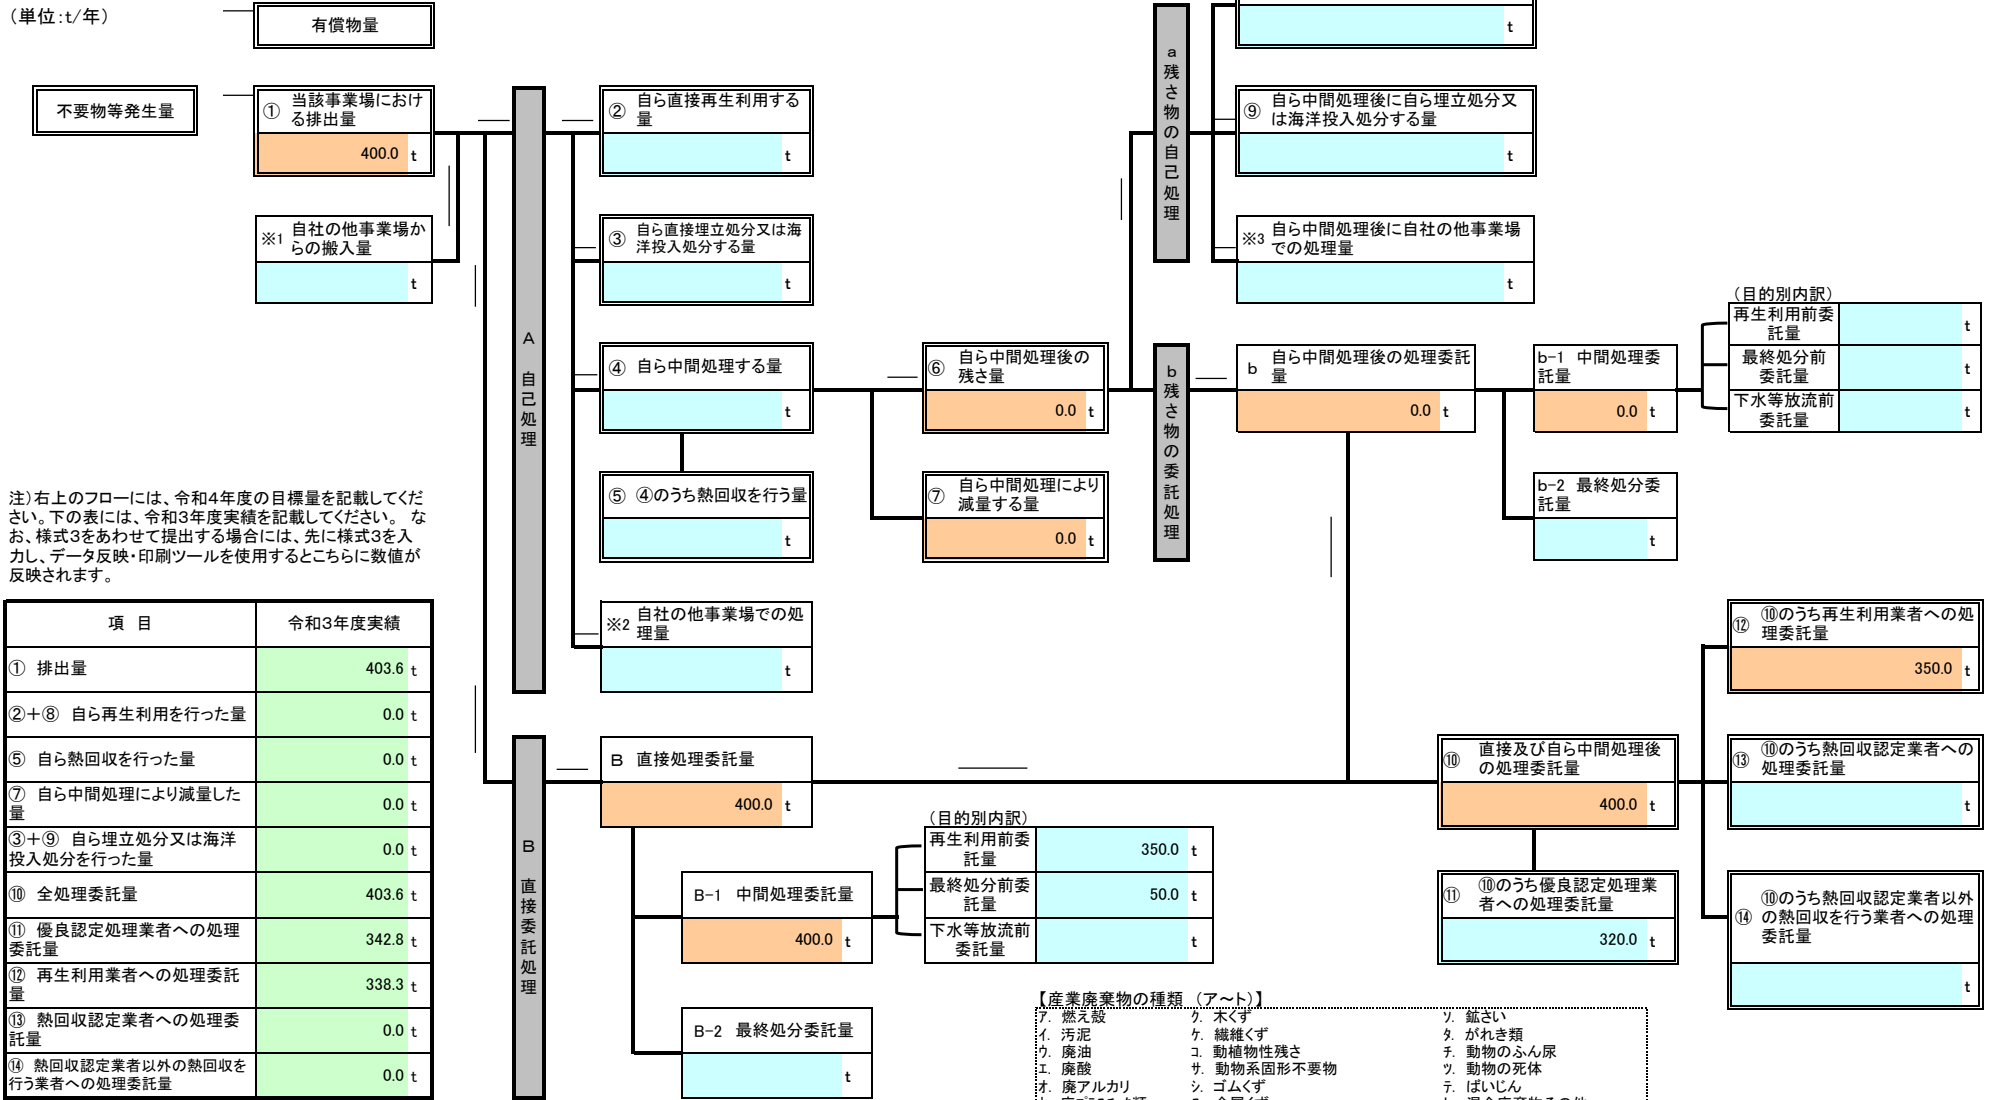 （単位:t/年）
有償物量
t
不要物等発生量
① 当該事業場におけ
る排出量
400.0 t
※1 自社の他事業場か
らの搬入量
t
A 自己処理
② 自ら直接再生利用する
量
t
③ 自ら直接埋立処分又は海
洋投入処分する量
t
④ 自ら中間処理する量
t
⑤ ④のうち熱回収を行う量
t
※2 自社の他事業場での処
理量
t
⑥ 自ら中間処理後の
残さ量
0.0 t
⑦ 自ら中間処理により
減量する量
0.0 t
a 残さ物の自己処理
⑨ 自ら中間処理後に自ら埋立処分又
は海洋投入処分する量
t
※3 自ら中間処理後に自社の他事業場
での処理量
t
b 残さ物の委託処理
b 自ら中間処理後の処理委託
量
0.0 t
b-1 中間処理委
託量
0.0 t
b-2 最終処分委
託量
t
（目的別内訳）
再生利用前委
託量
t
最終処分前
委託量
t
下水等放流前
委託量
t
注）右上のフローには、令和4年度の目標量を記載してくだ
さい。下の表には、令和3年度実績を記載してください。 な
お、様式3をあわせて提出する場合には、先に様式3を入
力し、データ反映・印刷ツールを使用するとこちらに数値が
反映されます。
項 目 令和3年度実績
① 排出量 403.6 t
②＋⑧ 自ら再生利用を行った量 0.0 t
⑤ 自ら熱回収を行った量 0.0 t
⑦ 自ら中間処理により減量した
量 0.0 t
③＋⑨ 自ら埋立処分又は海洋
投入処分を行った量 0.0 t
⑩ 全処理委託量 403.6 t
⑪ 優良認定処理業者への処理
委託量 342.8 t
⑫ 再生利用業者への処理委託
量 338.3 t
⑬ 熱回収認定業者への処理委
託量 0.0 t
⑭ 熱回収認定業者以外の熱回収を
行う業者への処理委託量 0.0 t
B 直接委託処理
B 直接処理委託量
400.0 t
B-1 中間処理委託量
400.0 t
B-2 最終処分委託量
t
（目的別内訳）
再生利用前委
託量
350.0 t
最終処分前委
託量
50.0 t
下水等放流前
委託量
t
⑩ 直接及び自ら中間処理後
の処理委託量
400.0 t
⑪ ⑩のうち優良認定処理業
者への処理委託量
320.0 t
⑫ ⑩のうち再生利用業者への処
理委託量
350.0 t
⑬ ⑩のうち熱回収認定業者への
処理委託量
t
⑭ ⑩のうち熱回収認定業者以外
の熱回収を行う業者への処理
委託量
t
【産業廃棄物の種類 （ア～ト）】
ア. 燃え殻 ク. 木くず ソ. 鉱さい
イ. 汚泥 ケ. 繊維くず タ. がれき類
ウ. 廃油 コ. 動植物性残さ チ. 動物のふん尿
エ. 廃酸 サ. 動物系固形不要物 ツ. 動物の死体
オ. 廃アルカリ シ. ゴムくず テ. ばいじん